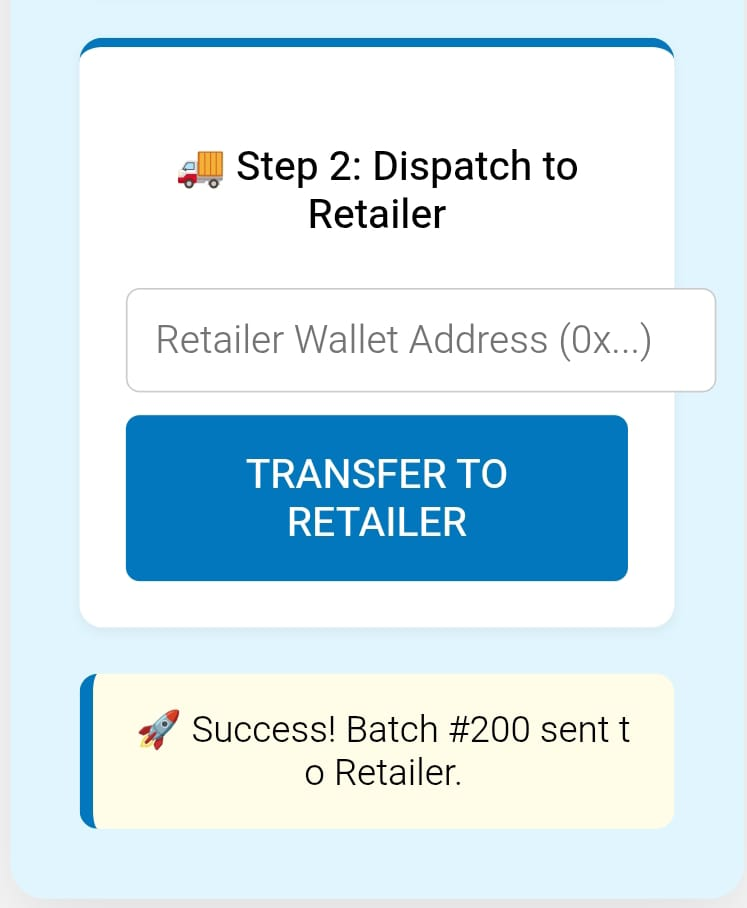 🚚 Step 2: Dispatch to
Retailer
Retailer Wallet Address (0x...)
TRANSFER TO
RETAILER
🚀 Success! Batch #200 sent t
o Retailer.